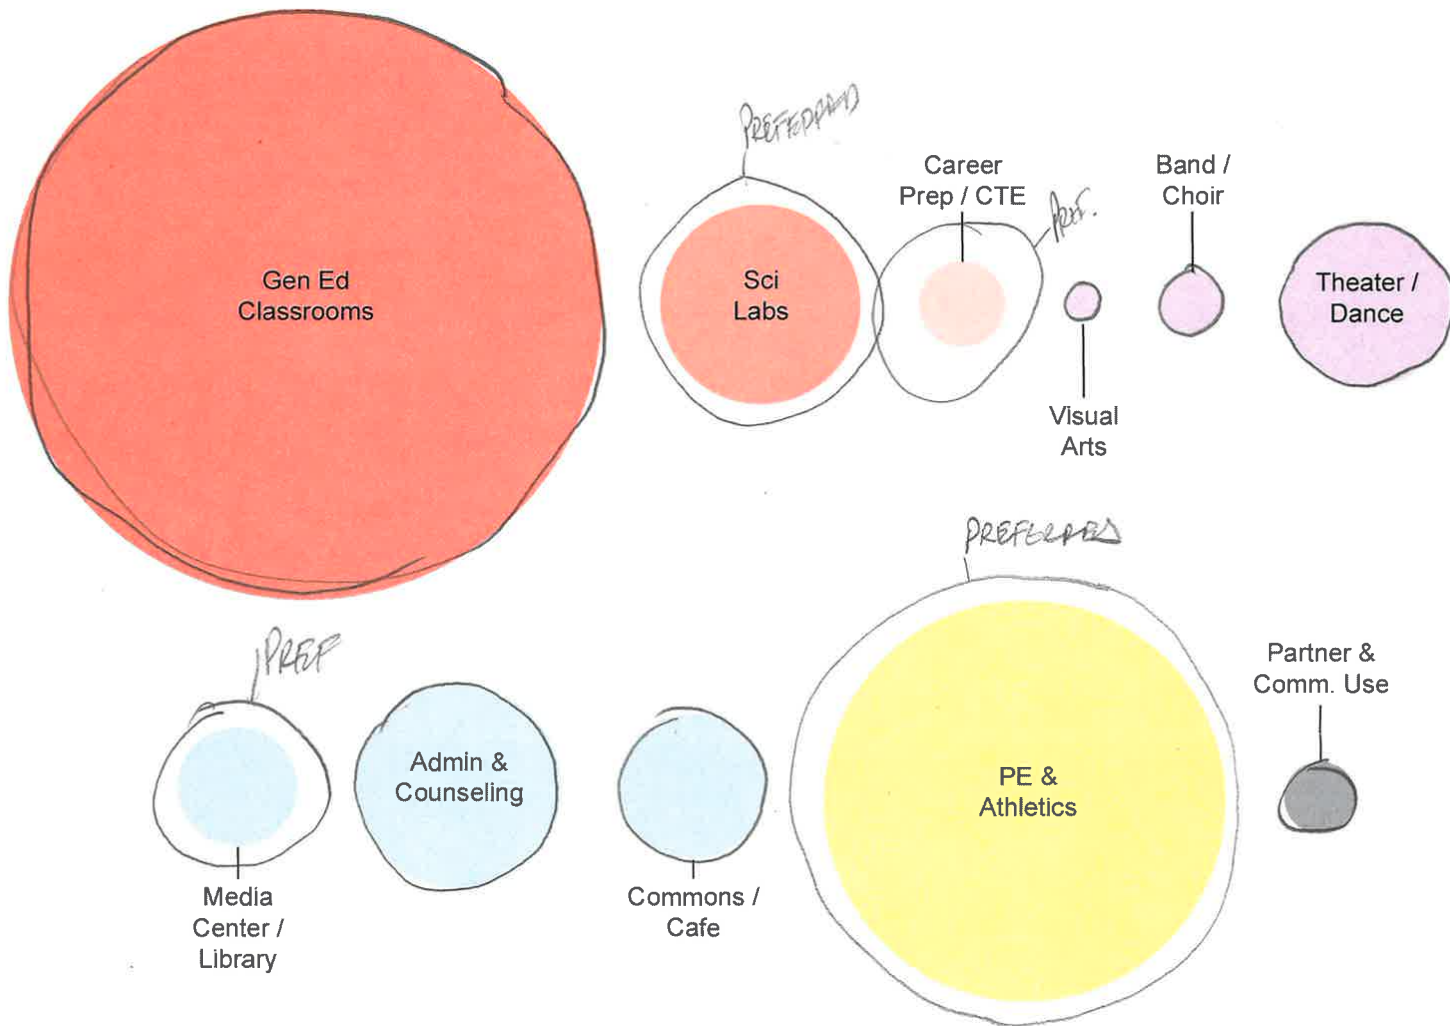 PREFERRED
Career
Prep / CTE
PREF.
Band /
Choir
Gen Ed
Classrooms
Sci
Labs
Theater /
Dance
Visual
Arts
PREFERRED
PREF
Partner &
Comm. Use
Admin &
Counseling
PE &
Athletics
Media
Center /
Library
Commons /
Cafe